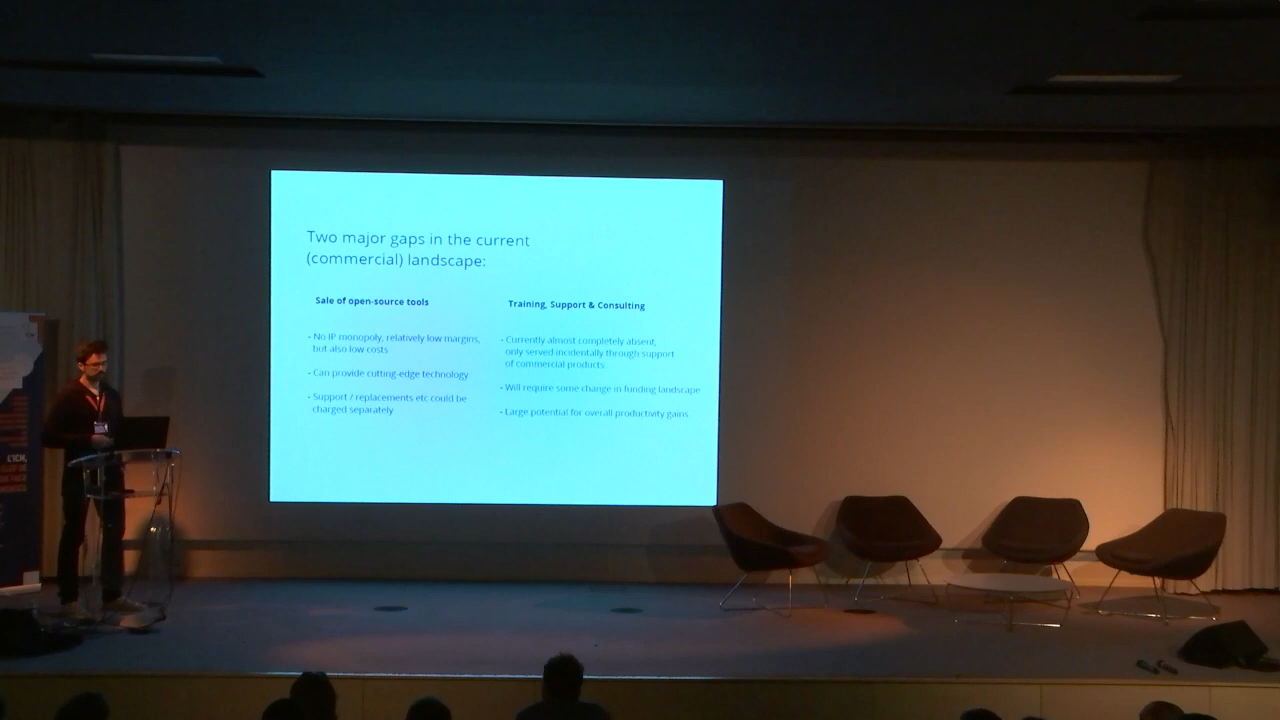 Two major gaps in the current
(commercial) landscape:
Sale of open-source tools
- No IP monopoly, relatively low margins,
but also low costs
- Can provide cutting-edge technology
- Support / replacements etc could be
charged separately
Training, Support & Consulting
- Currently almost completely absent,
only served incidentally through support
of commercial products
- Will require some change in funding landscape
- Large potential for overall productivity gains
L'ICM,